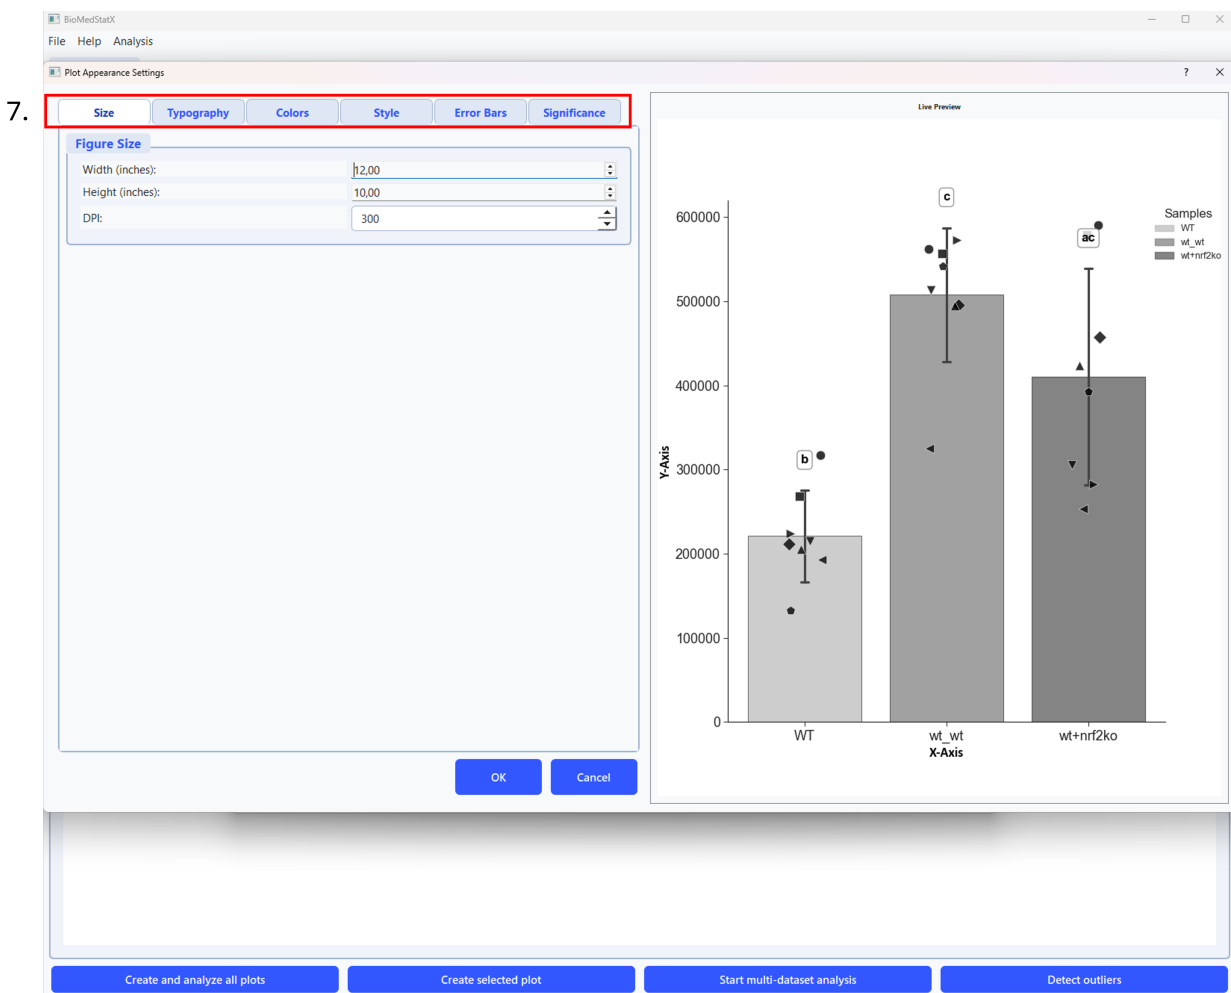 BioMedStatX
File Help Analysis
Plot Appearance Settings
?
7.
Size Typography Colors Style Error Bars Significance
Figure Size
Width (inches): 12,00
Height (inches): 10,00
DPI: 300
OK Cancel
Live Preview
Samples
WT
wt_wt
wt+nrf2ko
c
ac
b
600000
500000
400000
300000
200000
100000
0
Y-Axis
WT wt_wt wt+nrf2ko
X-Axis
Create and analyze all plots Create selected plot Start multi-dataset analysis Detect outliers